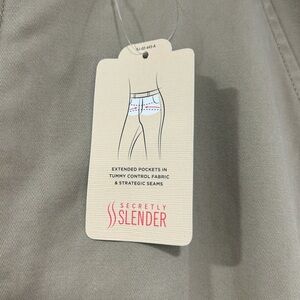 EXTENDED POCKETS IN
TUMMY CONTROL FABRIC
& STRATEGIC SEAMS
SECRETLY
SLENDER